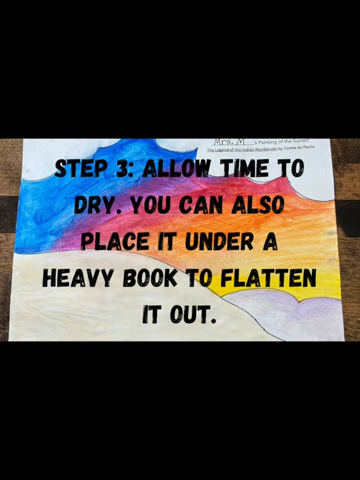 Mrs. M 's Painting of the Sunset
The Legend of the Indian Paintbrush by Tomie de Paola
STEP 3: ALLOW TIME TO
DRY. YOU CAN ALSO
PLACE IT UNDER A
HEAVY BOOK TO FLATTEN
IT OUT.